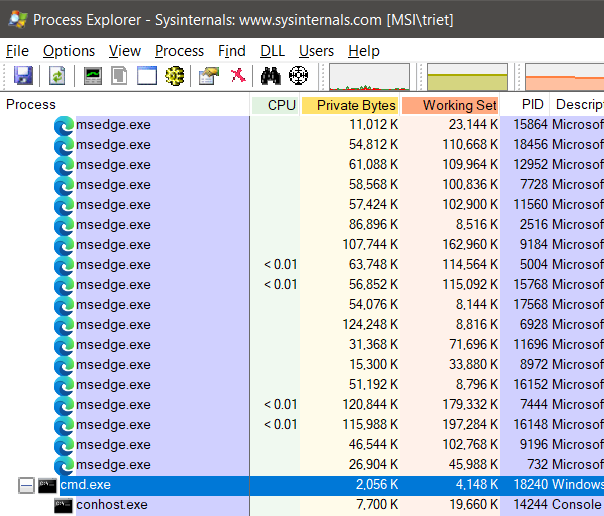 Process Explorer - Sysinternals: www.sysinternals.com [MSI\triet]
File Options View Process Find DLL Users Help
Process CPU Private Bytes Working Set PID Descript
msedge.exe 11,012 K 23,144 K 15864 Microsof
msedge.exe 54,812 K 110,668 K 18456 Microsof
msedge.exe 61,088 K 109,964 K 12952 Microsof
msedge.exe 58,568 K 100,836 K 7728 Microsof
msedge.exe 57,424 K 102,900 K 11560 Microsof
msedge.exe 86,896 K 8,516 K 2516 Microsof
msedge.exe 107,744 K 162,960 K 9184 Microsof
msedge.exe < 0.01 63,748 K 114,564 K 5004 Microsof
msedge.exe < 0.01 56,852 K 115,092 K 15768 Microsof
msedge.exe 54,076 K 8,144 K 17568 Microsof
msedge.exe 124,248 K 8,816 K 6928 Microsof
msedge.exe 31,368 K 71,696 K 11696 Microsof
msedge.exe 15,300 K 33,880 K 8972 Microsof
msedge.exe 51,192 K 8,796 K 16152 Microsof
msedge.exe < 0.01 120,844 K 179,332 K 7444 Microsof
msedge.exe < 0.01 115,988 K 197,284 K 16148 Microsof
msedge.exe 46,544 K 102,768 K 9196 Microsof
msedge.exe 26,904 K 45,988 K 732 Microsof
cmd.exe 2,056 K 4,148 K 18240 Windows
conhost.exe 7,700 K 19,660 K 14244 Console